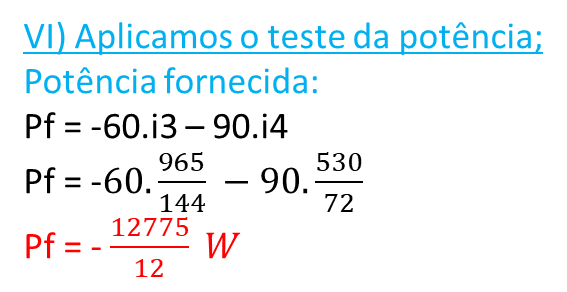 VI) Aplicamos o teste da potência;
Potência fornecida:
Pf = -60.i3 – 90.i4
Pf = -60. 965/144 − 90. 530/72
Pf = - 12775/12 W